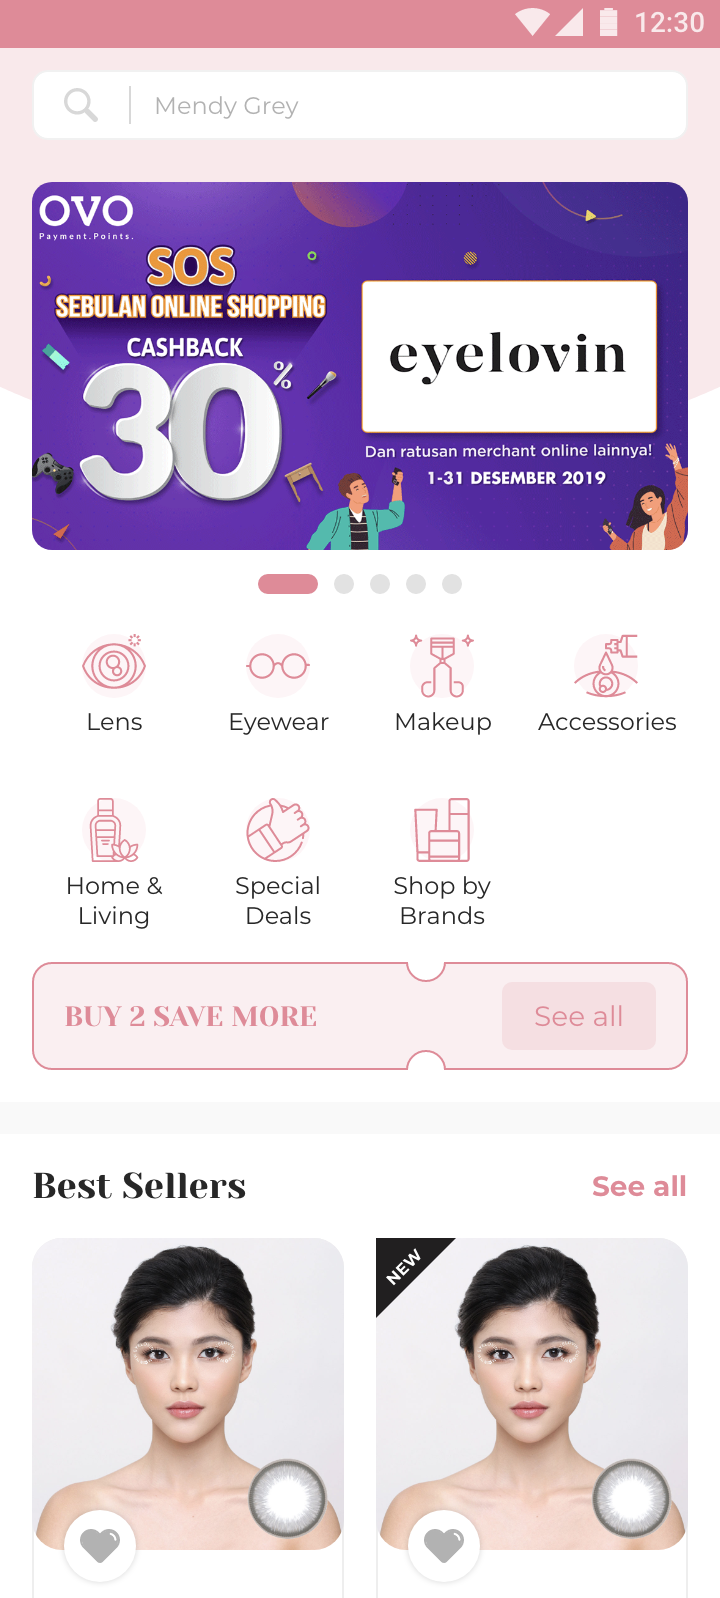 12:30
Mendy Grey
OVO
Payment.Points.
SOS
SEBULAN ONLINE SHOPPING
CASHBACK
30%
eyelovin
Dan ratusan merchant online lainnya!
1-31 DESEMBER 2019
Lens
Eyewear
Makeup
Accessories
Home &
Living
Special
Deals
Shop by
Brands
BUY 2 SAVE MORE
See all
Best Sellers
See all
NEW